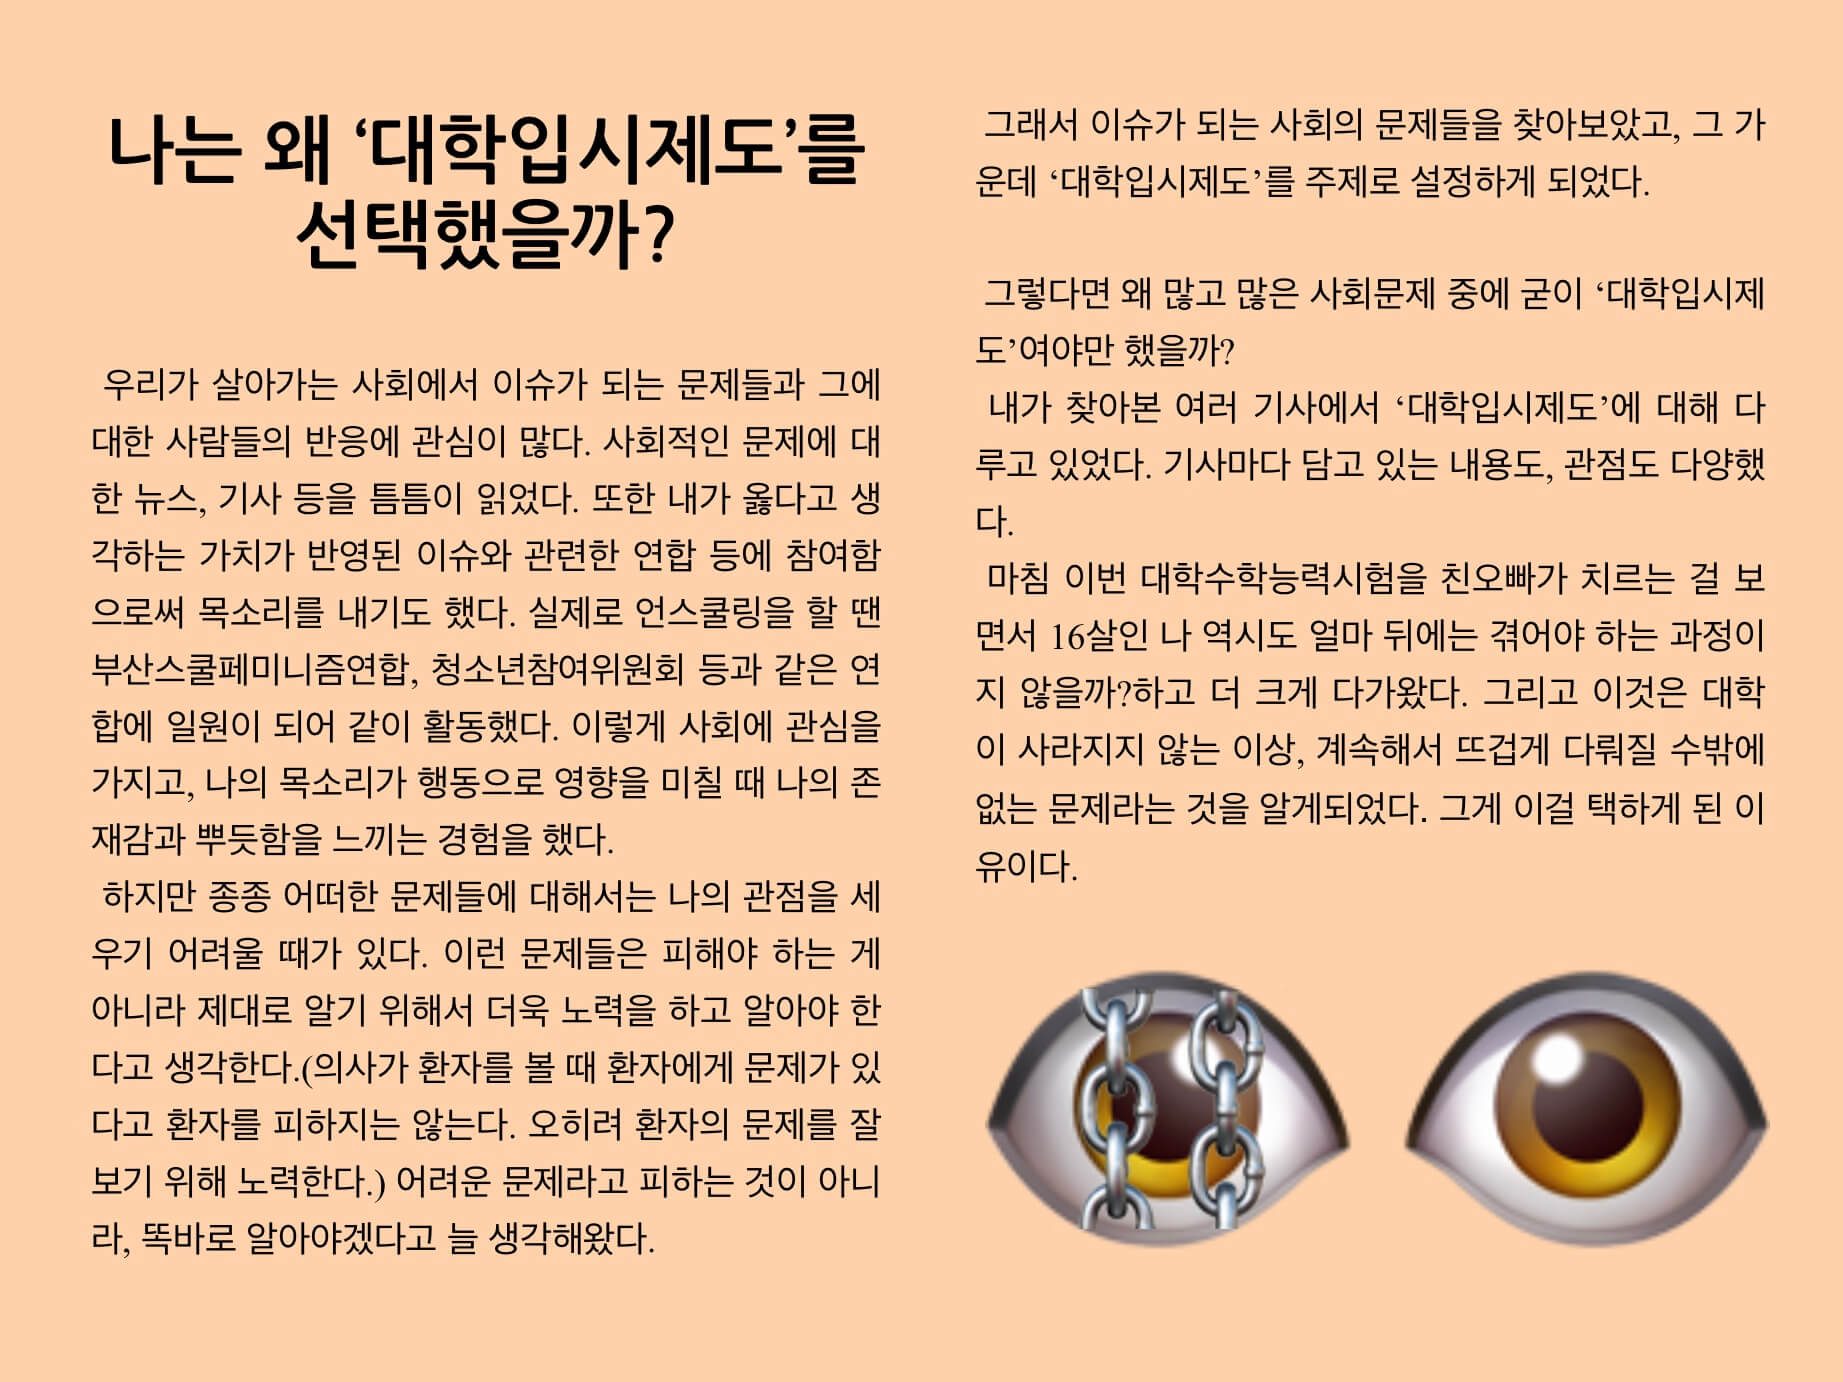 나는 왜 ‘대학입시제도’를
선택했을까?
우리가 살아가는 사회에서 이슈가 되는 문제들과 그에
대한 사람들의 반응에 관심이 많다. 사회적인 문제에 대
한 뉴스, 기사 등을 틈틈이 읽었다. 또한 내가 옳다고 생
각하는 가치가 반영된 이슈와 관련한 연합 등에 참여함
으로써 목소리를 내기도 했다. 실제로 언스쿨링을 할 땐
부산스쿨페미니즘연합, 청소년참여위원회 등과 같은 연
합에 일원이 되어 같이 활동했다. 이렇게 사회에 관심을
가지고, 나의 목소리가 행동으로 영향을 미칠 때 나의 존
재감과 뿌듯함을 느끼는 경험을 했다.
하지만 종종 어떠한 문제들에 대해서는 나의 관점을 세
우기 어려울 때가 있다. 이런 문제들은 피해야 하는 게
아니라 제대로 알기 위해서 더욱 노력을 하고 알아야 한
다고 생각한다.(의사가 환자를 볼 때 환자에게 문제가 있
다고 환자를 피하지는 않는다. 오히려 환자의 문제를 잘
보기 위해 노력한다.) 어려운 문제라고 피하는 것이 아니
라, 똑바로 알아야겠다고 늘 생각해왔다.
그래서 이슈가 되는 사회의 문제들을 찾아보았고, 그 가
운데 ‘대학입시제도’를 주제로 설정하게 되었다.
그렇다면 왜 많고 많은 사회문제 중에 굳이 ‘대학입시제
도’여야만 했을까?
내가 찾아본 여러 기사에서 ‘대학입시제도’에 대해 다
루고 있었다. 기사마다 담고 있는 내용도, 관점도 다양했
다.
마침 이번 대학수학능력시험을 친오빠가 치르는 걸 보
면서 16살인 나 역시도 얼마 뒤에는 겪어야 하는 과정이
지 않을까?하고 더 크게 다가왔다. 그리고 이것은 대학
이 사라지지 않는 이상, 계속해서 뜨겁게 다뤄질 수밖에
없는 문제라는 것을 알게되었다. 그게 이걸 택하게 된 이
유이다.